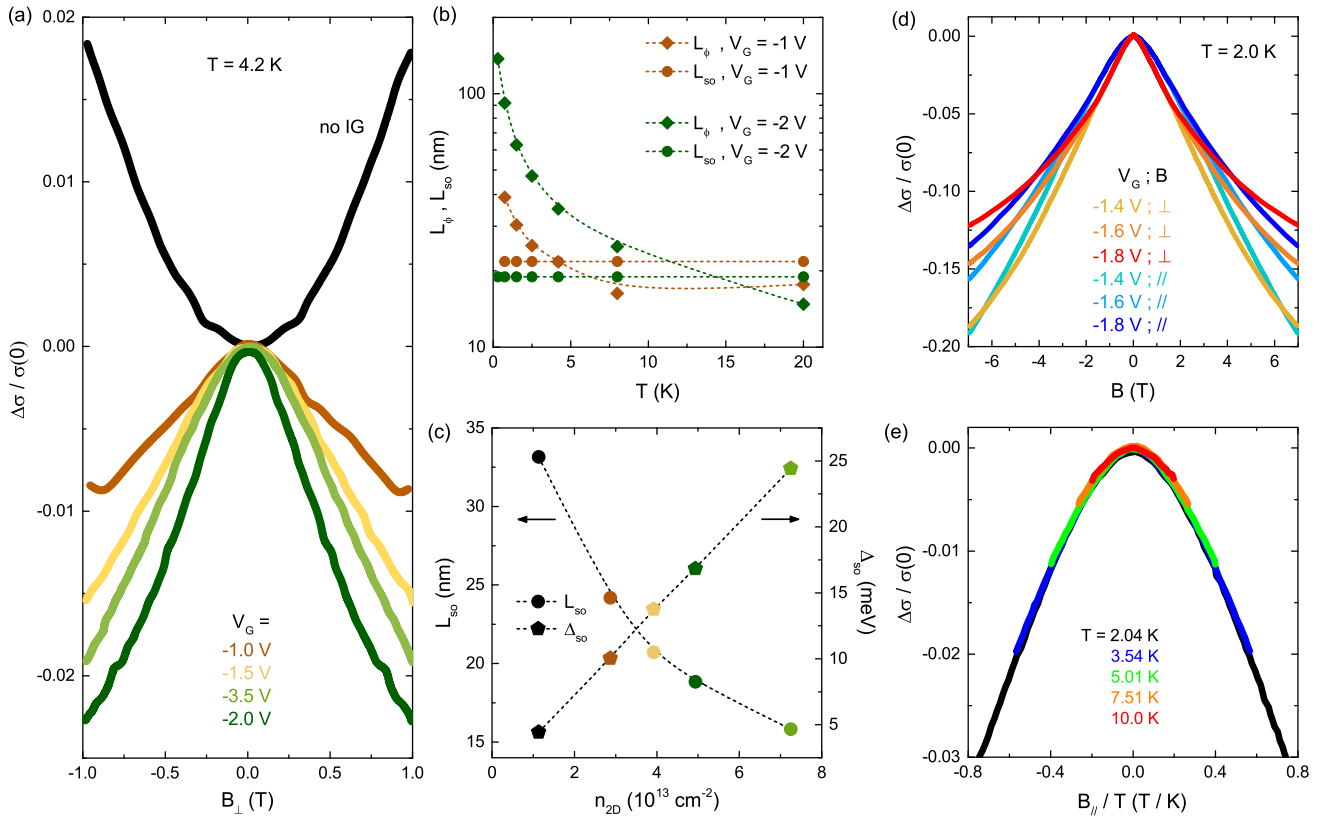 (a)
0.02
0.01
0.00
-0.01
-0.02
Δσ / σ(0)
T = 4.2 K
no IG
V_G =
-1.0 V
-1.5 V
-3.5 V
-2.0 V
-1.0
-0.5
0.0
0.5
1.0
B_⊥ (T)
(b)
100
10
L_ϕ , L_so (nm)
L_ϕ , V_G = -1 V
L_so , V_G = -1 V
L_ϕ , V_G = -2 V
L_so , V_G = -2 V
0
5
10
15
20
T (K)
(c)
35
30
25
20
15
L_so (nm)
L_so
Δ_so
25
20
15
10
5
Δ_so (meV)
0
2
4
6
8
n_2D (10^13 cm^-2)
(d)
0.00
-0.05
-0.10
-0.15
-0.20
Δσ / σ(0)
T = 2.0 K
V_G ; B
-1.4 V ; ⊥
-1.6 V ; ⊥
-1.8 V ; ⊥
-1.4 V ; //
-1.6 V ; //
-1.8 V ; //
-6
-4
-2
0
2
4
6
B (T)
(e)
0.00
-0.01
-0.02
-0.03
Δσ / σ(0)
T = 2.04 K
3.54 K
5.01 K
7.51 K
10.0 K
-0.8
-0.4
0.0
0.4
0.8
B_// / T (T / K)